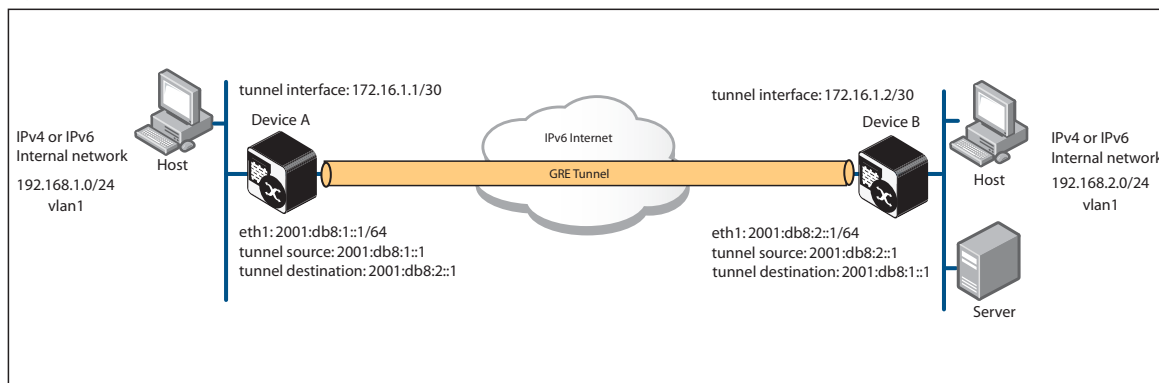 tunnel interface: 172.16.1.1/30
Device A
IPv4 or IPv6
Internal network
192.168.1.0/24
vlan1
Host
eth1: 2001:db8:1::1/64
tunnel source: 2001:db8:1::1
tunnel destination: 2001:db8:2::1
IPv6 Internet
GRE Tunnel
tunnel interface: 172.16.1.2/30
Device B
IPv4 or IPv6
Internal network
192.168.2.0/24
vlan1
Host
eth1: 2001:db8:2::1/64
tunnel source: 2001:db8:2::1
tunnel destination: 2001:db8:1::1
Server